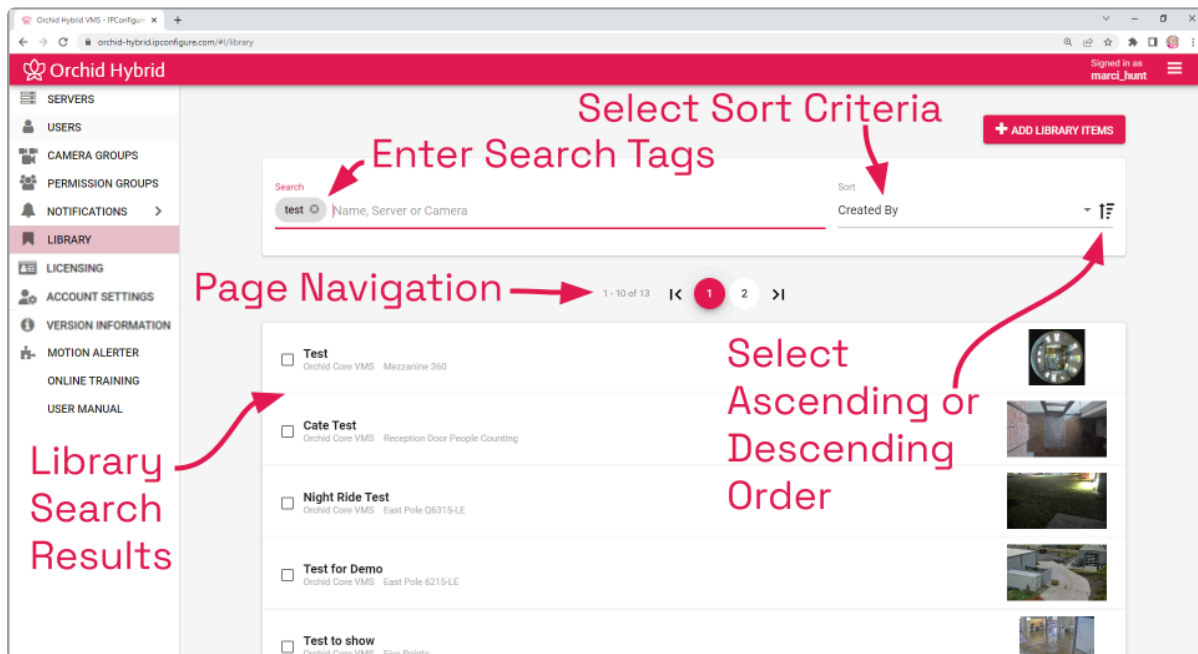 Orchid Hybrid VMS - IPConfigure
orchid-hybrid.ipconfigure.com/#!/library
Orchid Hybrid
Signed in as
marci_hunt
SERVERS
USERS
CAMERA GROUPS
PERMISSION GROUPS
NOTIFICATIONS
LIBRARY
LICENSING
ACCOUNT SETTINGS
VERSION INFORMATION
MOTION ALERTER
ONLINE TRAINING
USER MANUAL
Select Sort Criteria
+ ADD LIBRARY ITEMS
Enter Search Tags
Search
test
Name, Server or Camera
Sort
Created By
Page Navigation
1 - 10 of 13
1
2
Test
Orchid Core VMS Mezzanine 360
Cate Test
Orchid Core VMS Reception Door People Counting
Night Ride Test
Orchid Core VMS East Pole Q6315-LE
Test for Demo
Orchid Core VMS East Pole 6215-LE
Test to show
Orchid Core VMS Five Points
Select
Ascending or
Descending
Order
Library
Search
Results